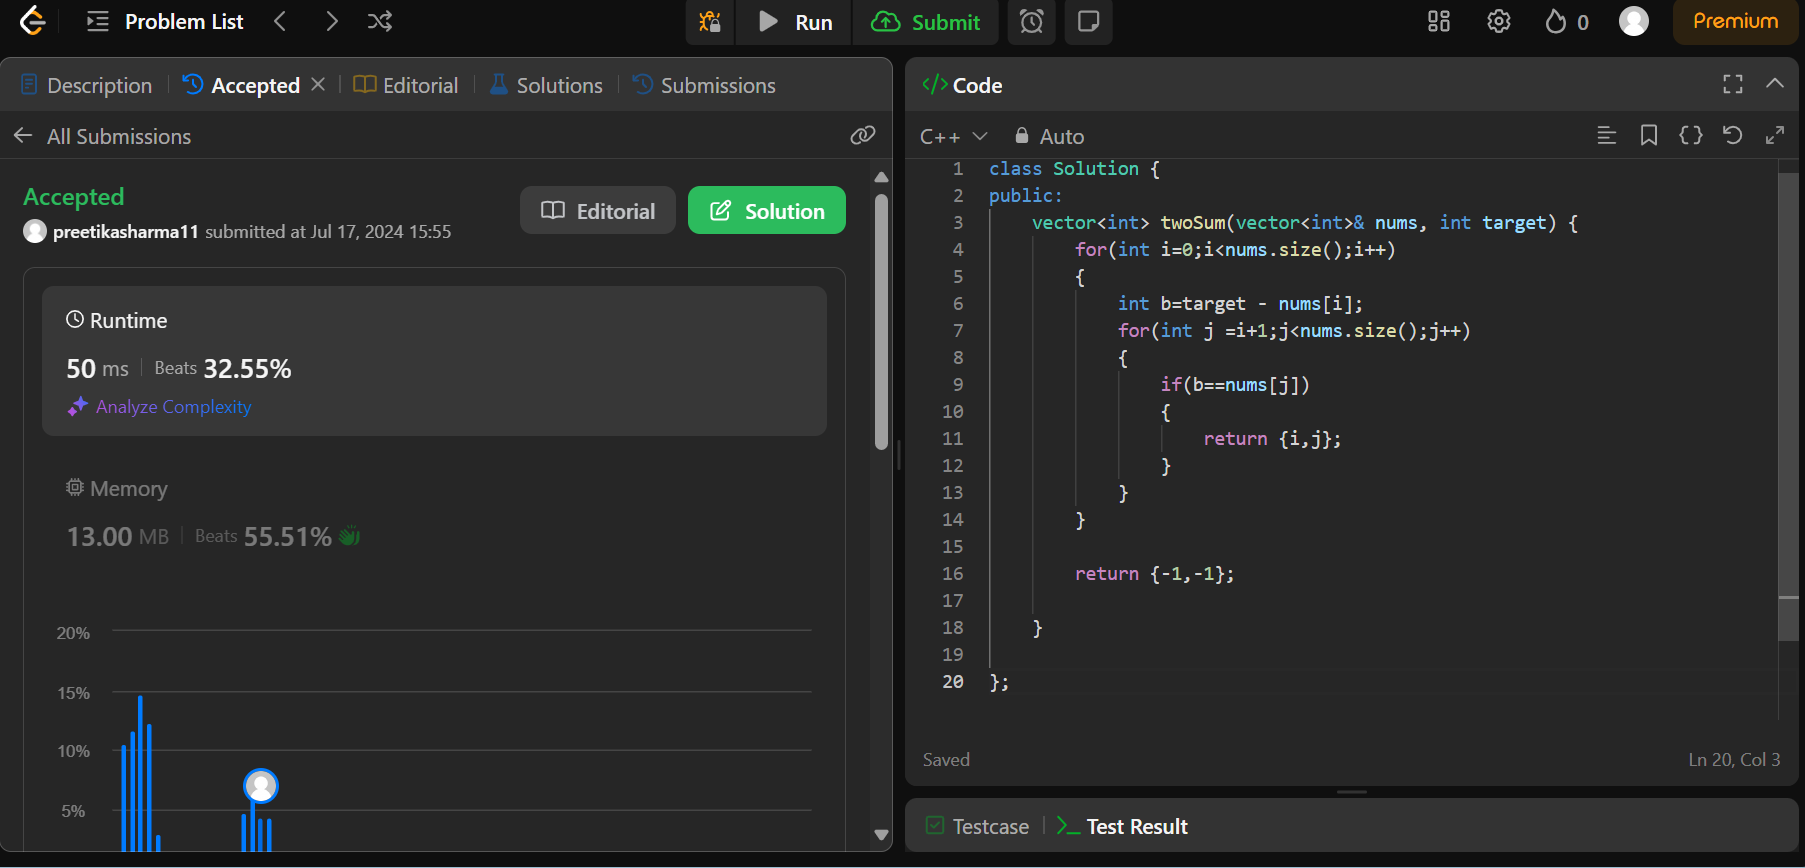 Problem List
Run
Submit
0
Premium
Description
Accepted
Editorial
Solutions
Submissions
All Submissions
Accepted
preetikasharma11 submitted at Jul 17, 2024 15:55
Editorial
Solution
Runtime
50 ms
Beats 32.55%
Analyze Complexity
Memory
13.00 MB
Beats 55.51%
20%
15%
10%
5%
</> Code
C++
Auto
1 class Solution {
2 public:
3     vector<int> twoSum(vector<int>& nums, int target) {
4         for(int i=0;i<nums.size();i++)
5         {
6             int b=target - nums[i];
7             for(int j =i+1;j<nums.size();j++)
8             {
9                 if(b==nums[j])
10                 {
11                     return {i,j};
12                 }
13             }
14         }
15
16         return {-1,-1};
17
18     }
19
20 };
Saved
Ln 20, Col 3
Testcase
Test Result